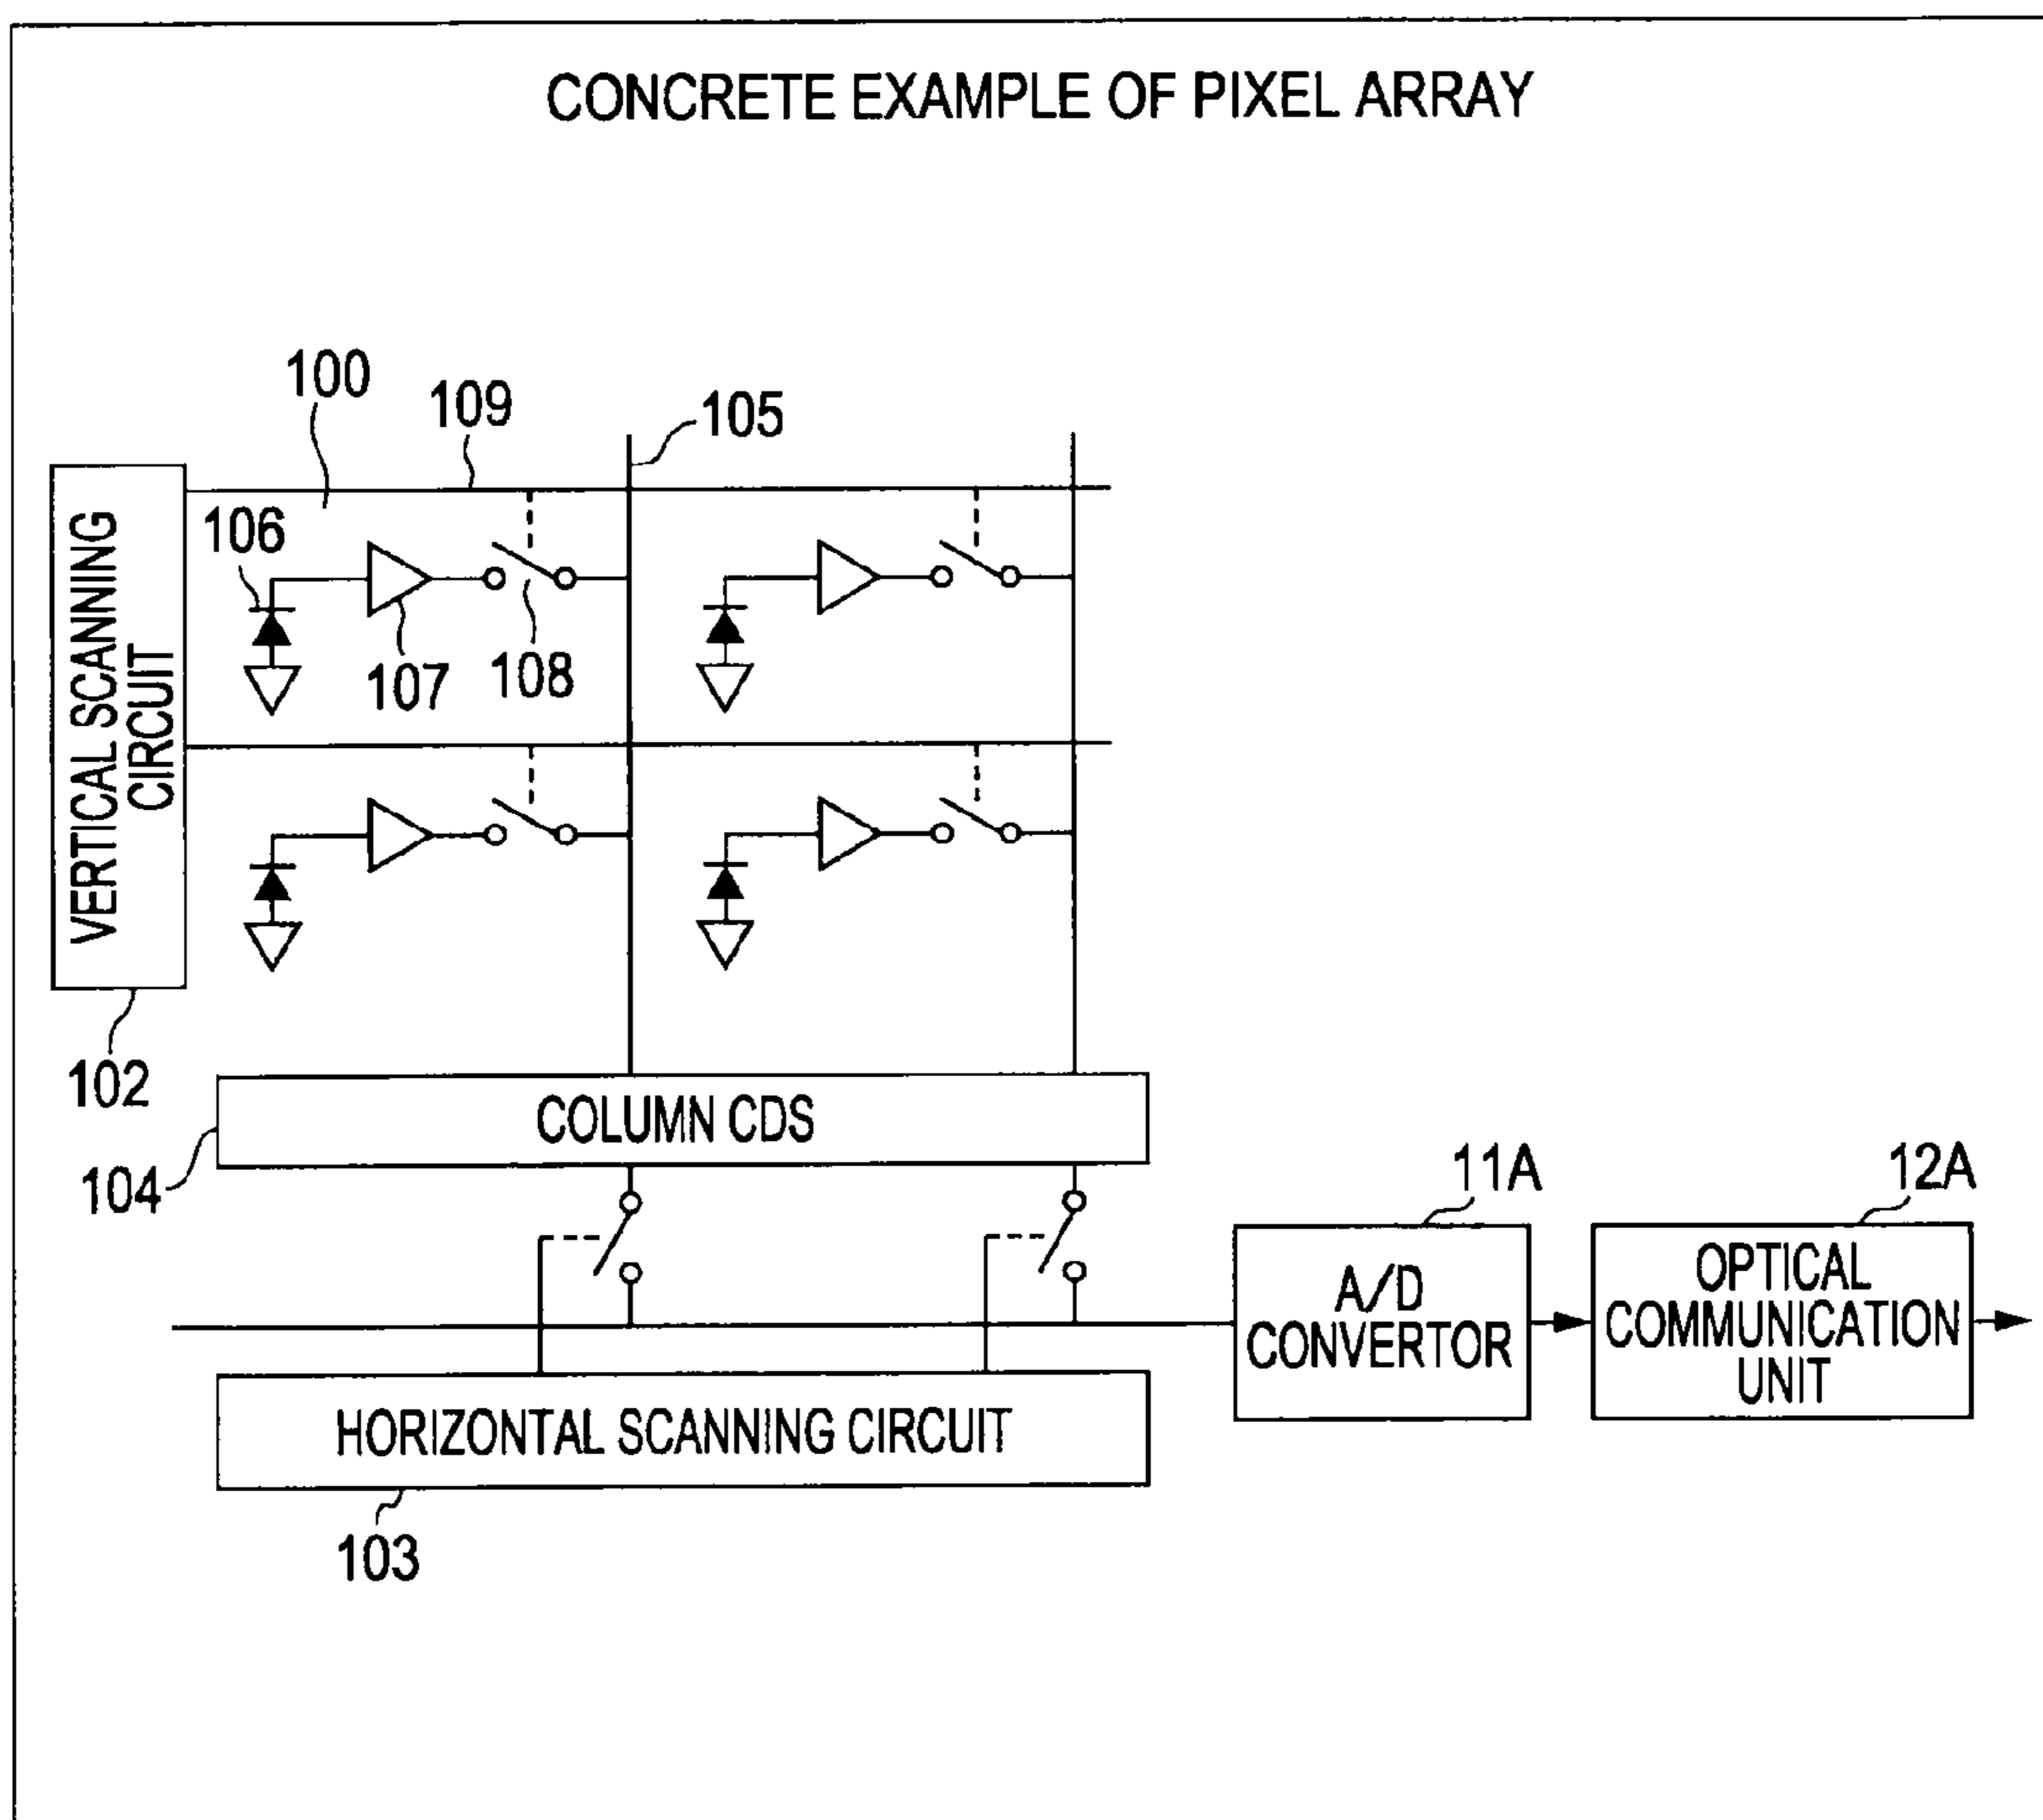 CONCRETE EXAMPLE OF PIXEL ARRAY
100
109
105
VERTICAL SCANNING
CIRCUIT
106
107
108
102
COLUMN CDS
104
11A
12A
A/D
CONVERTOR
OPTICAL
COMMUNICATION
UNIT
HORIZONTAL SCANNING CIRCUIT
103